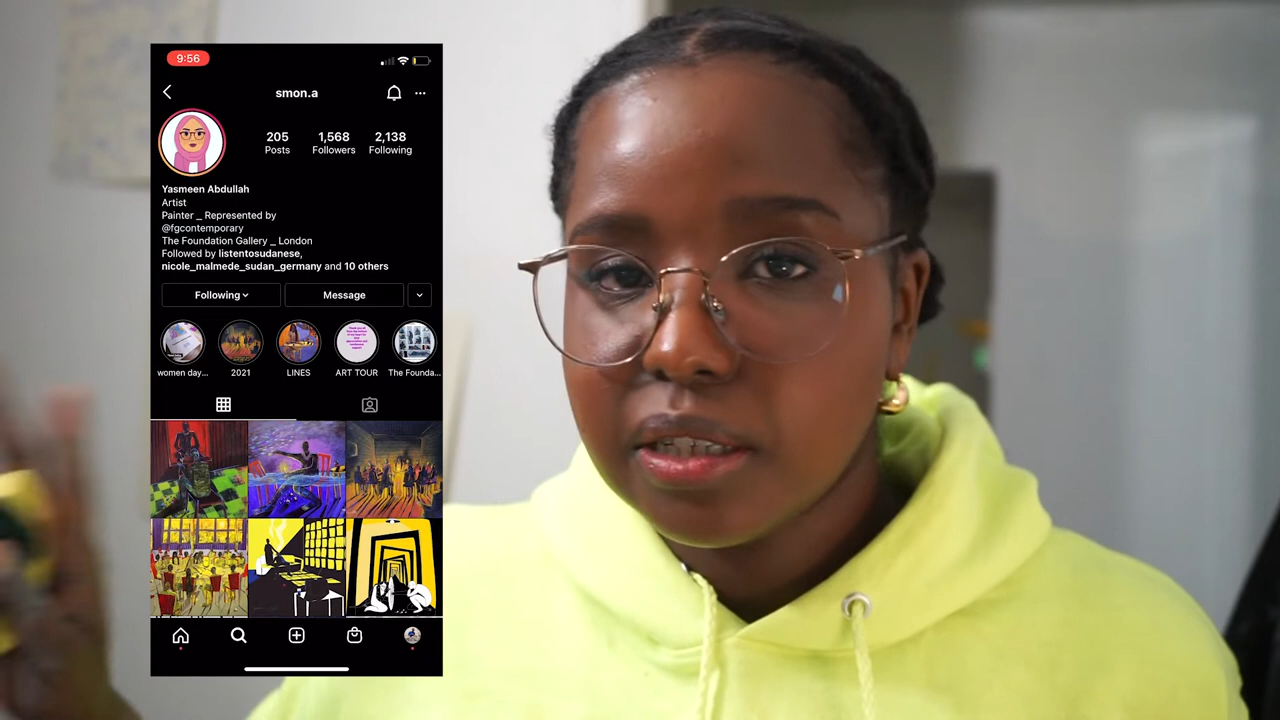 9:56
smon.a
205
Posts
1,568
Followers
2,138
Following
Yasmeen Abdullah
Artist
Painter _ Represented by
@fgcontemporary
The Foundation Gallery _ London
Followed by listentosudanese,
nicole_malmede_sudan_germany and 10 others
Following
Message
women day...
2021
LINES
ART TOUR
The Founda...